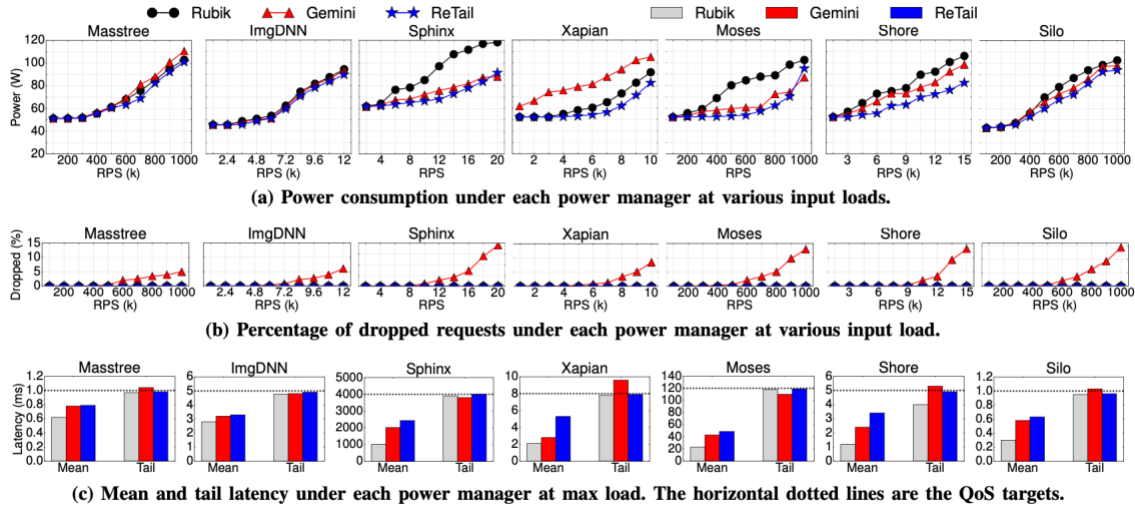 Rubik Gemini ReTail Rubik Gemini ReTail
Masstree ImgDNN Sphinx Xapian Moses Shore Silo
Power (W)
120
100
80
60
40
20
200 400 600 800 1000 2.4 4.8 7.2 9.6 12 4 8 12 16 20 2 4 6 8 10 200 400 600 800 1000 3 6 9 12 15 200 400 600 800 1000
RPS (k) RPS (k) RPS RPS (k) RPS RPS (k) RPS (k)
(a) Power consumption under each power manager at various input loads.
Masstree ImgDNN Sphinx Xapian Moses Shore Silo
Dropped (%)
15
10
5
0
200 400 600 800 1000 2.4 4.8 7.2 9.6 12 4 8 12 16 20 2 4 6 8 10 200 400 600 800 1000 3 6 9 12 15 200 400 600 800 1000
RPS (k) RPS (k) RPS RPS (k) RPS RPS (k) RPS (k)
(b) Percentage of dropped requests under each power manager at various input load.
Masstree ImgDNN Sphinx Xapian Moses Shore Silo
Latency (ms)
1.2 1.0 0.8 0.6 0.4 0.2 0.0
6 5 4 3 2 1 0
5000 4000 3000 2000 1000 0
10 8 6 4 2 0
140 120 100 80 60 40 20 0
6 5 4 3 2 1 0
1.2 1.0 0.8 0.6 0.4 0.2 0.0
Mean Tail Mean Tail Mean Tail Mean Tail Mean Tail Mean Tail Mean Tail
(c) Mean and tail latency under each power manager at max load. The horizontal dotted lines are the QoS targets.